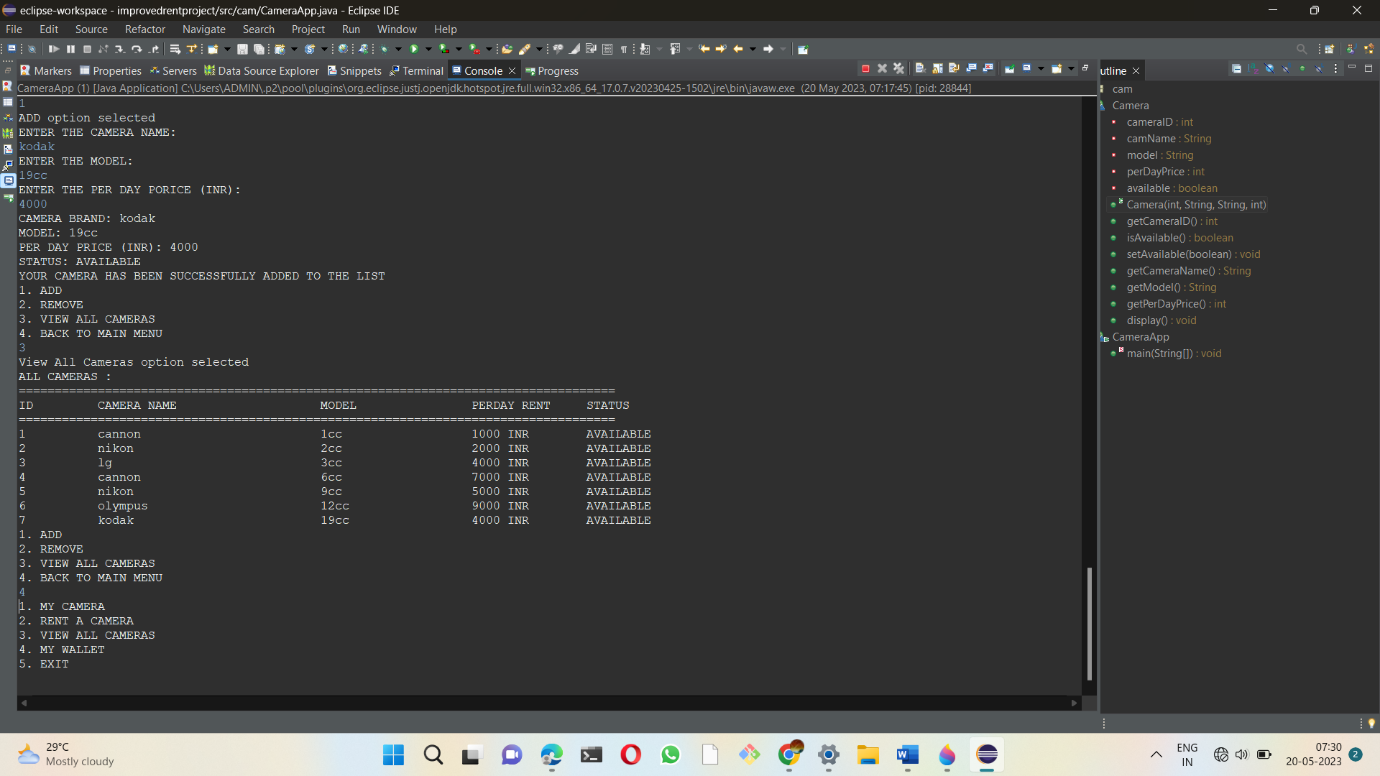 eclipse-workspace - improvedrentproject/src/cam/CameraApp.java - Eclipse IDE
File Edit Source Refactor Navigate Search Project Run Window Help
Markers Properties Servers Data Source Explorer Snippets Terminal Console Progress
utline
CameraApp (1) [Java Application] C:\Users\ADMIN\.p2\pool\plugins\org.eclipse.justj.openjdk.hotspot.jre.full.win32.x86_64_17.0.7.v20230425-1502\jre\bin\javaw.exe (20 May 2023, 07:17:45) [pid: 28844]
1
ADD option selected
ENTER THE CAMERA NAME:
kodak
ENTER THE MODEL:
19cc
ENTER THE PER DAY PORICE (INR):
4000
CAMERA BRAND: kodak
MODEL: 19cc
PER DAY PRICE (INR): 4000
STATUS: AVAILABLE
YOUR CAMERA HAS BEEN SUCCESSFULLY ADDED TO THE LIST
1. ADD
2. REMOVE
3. VIEW ALL CAMERAS
4. BACK TO MAIN MENU
3
View All Cameras option selected
ALL CAMERAS :
===================================================================================
ID CAMERA NAME MODEL PERDAY RENT STATUS
===================================================================================
1 cannon 1cc 1000 INR AVAILABLE
2 nikon 2cc 2000 INR AVAILABLE
3 lg 3cc 4000 INR AVAILABLE
4 cannon 6cc 7000 INR AVAILABLE
5 nikon 9cc 5000 INR AVAILABLE
6 olympus 12cc 9000 INR AVAILABLE
7 kodak 19cc 4000 INR AVAILABLE
1. ADD
2. REMOVE
3. VIEW ALL CAMERAS
4. BACK TO MAIN MENU
4
1. MY CAMERA
2. RENT A CAMERA
3. VIEW ALL CAMERAS
4. MY WALLET
5. EXIT
cam
Camera
cameraID : int
camName : String
model : String
perDayPrice : int
available : boolean
Camera(int, String, String, int)
getCameraID() : int
isAvailable() : boolean
setAvailable(boolean) : void
getCameraName() : String
getModel() : String
getPerDayPrice() : int
display() : void
CameraApp
main(String[]) : void
29°C
Mostly cloudy
ENG
IN
07:30
20-05-2023
2